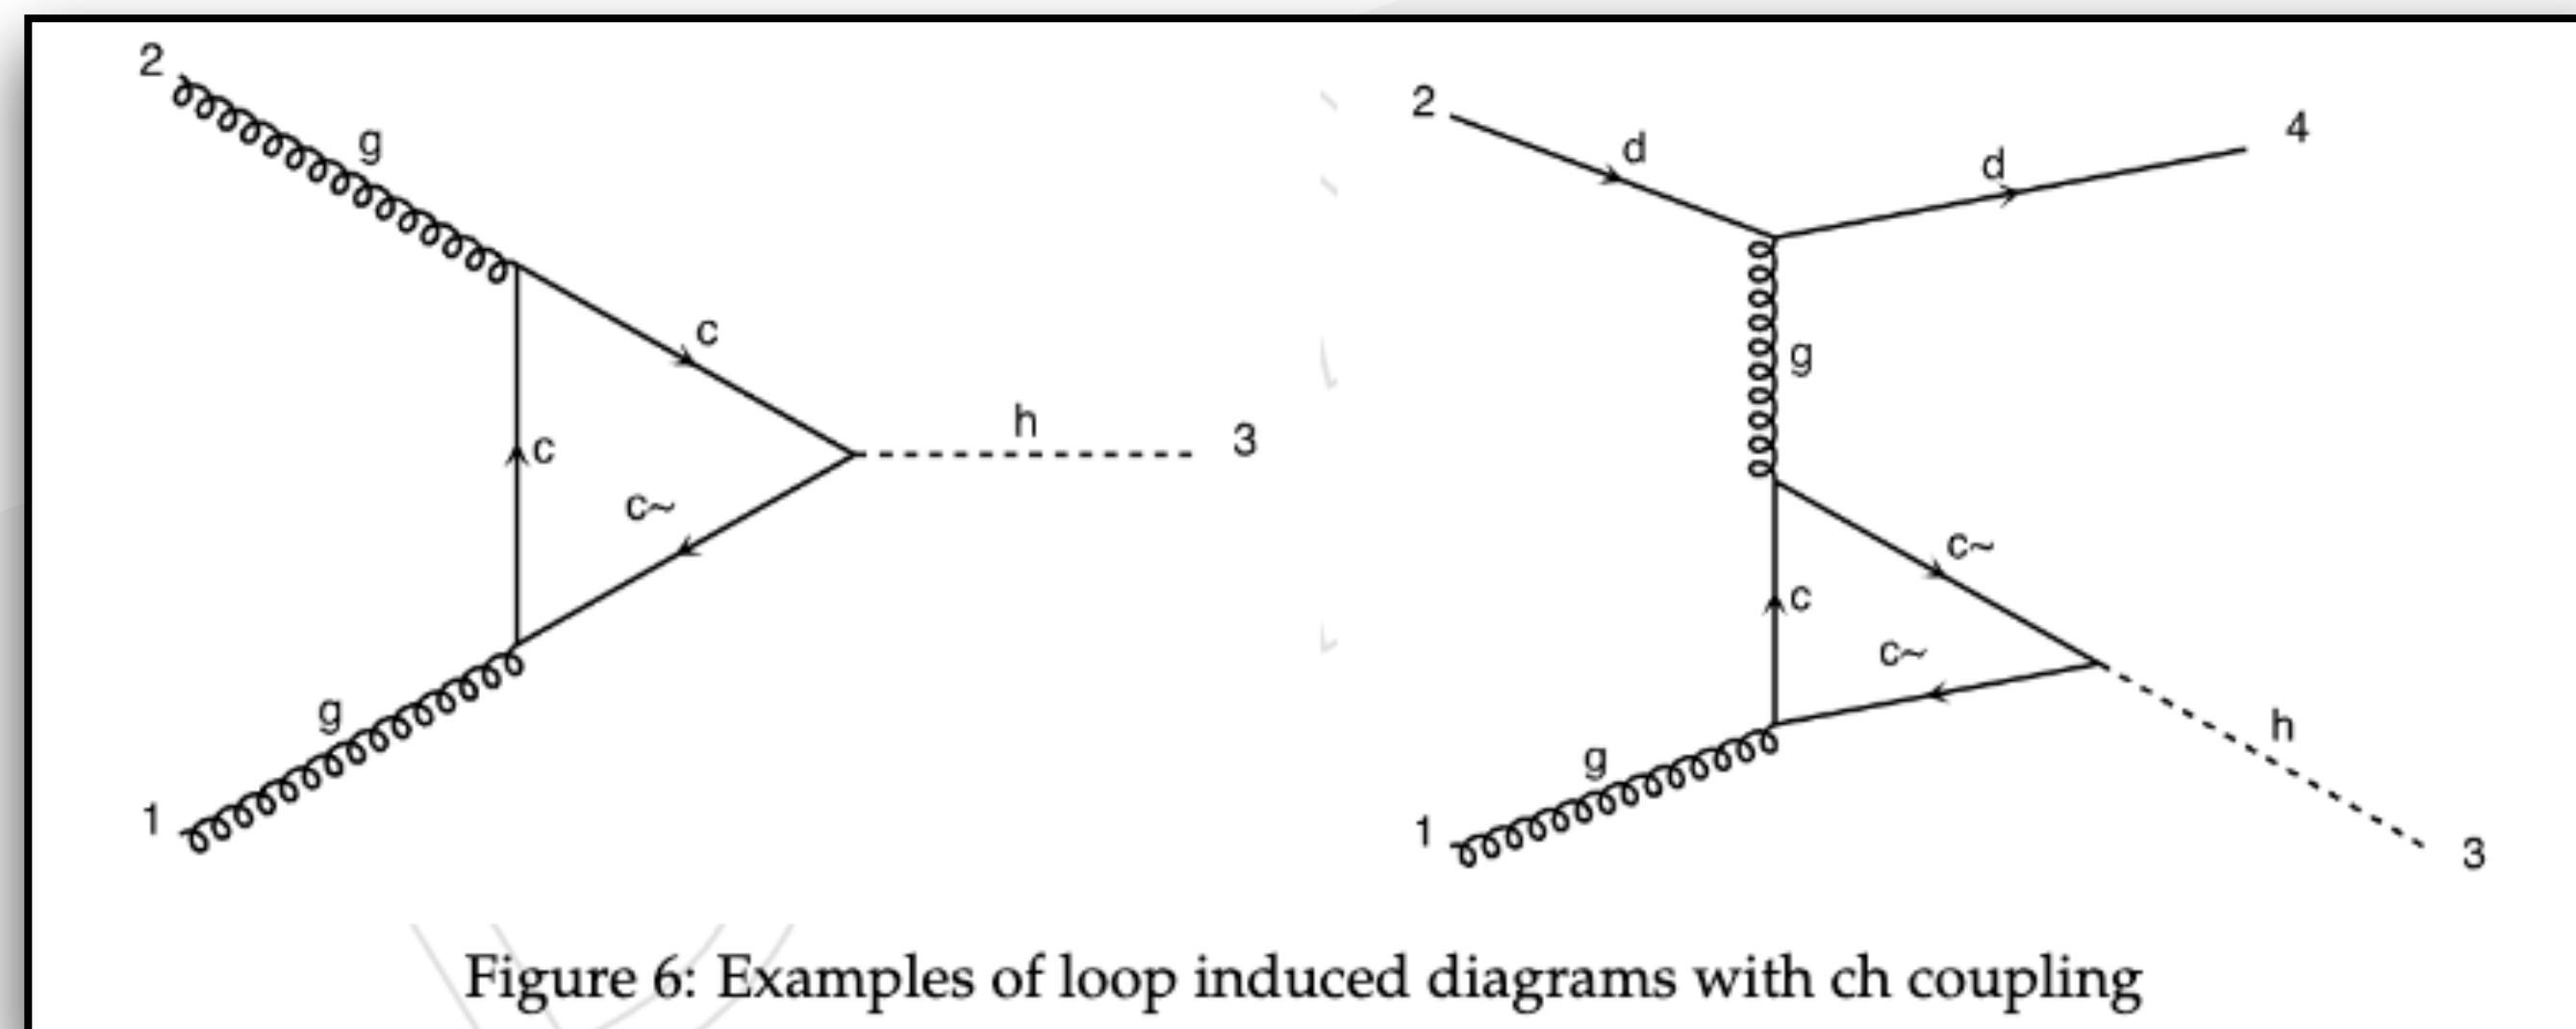 2
g
c
c
c~
h
3
g
1
2
d
d
4
g
c~
c
c~
g
1
h
3
Figure 6: Examples of loop induced diagrams with ch coupling